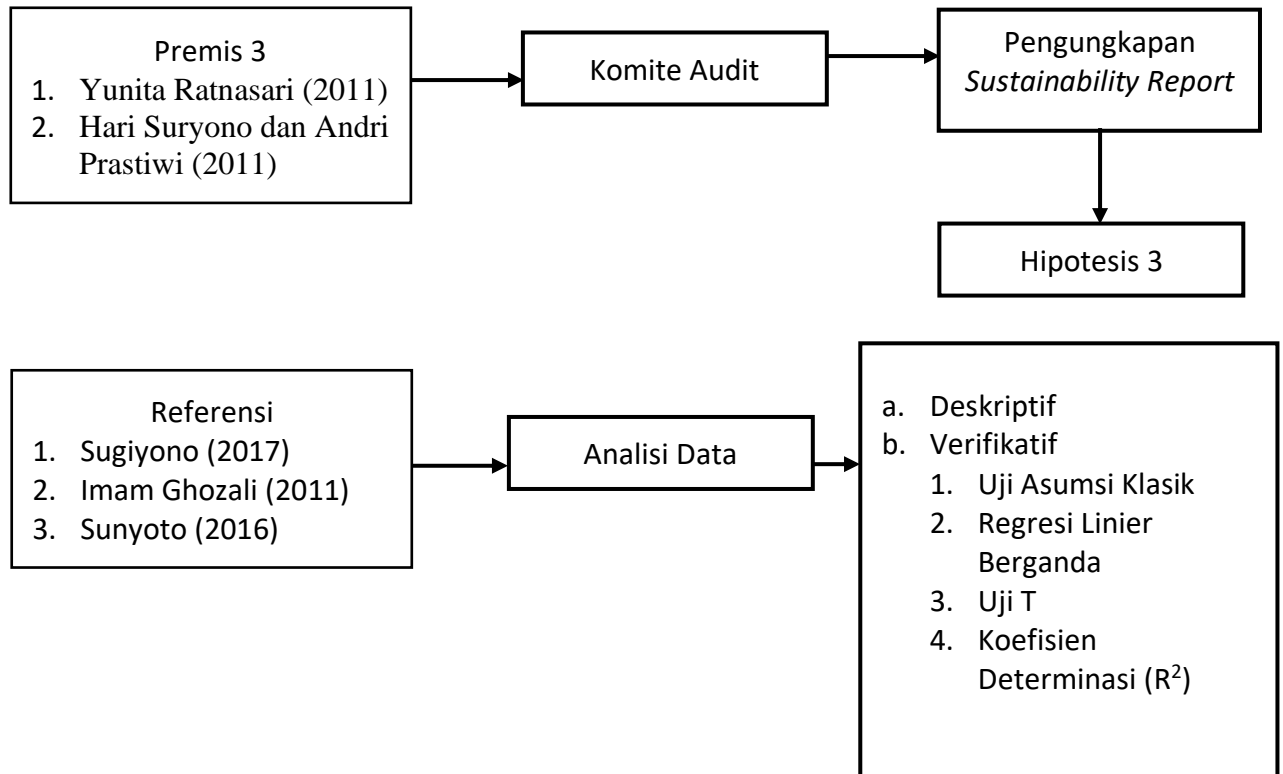 Premis 3
1. Yunita Ratnasari (2011)
2. Hari Suryono dan Andri
Prastiwi (2011)
Komite Audit
Pengungkapan
Sustainability Report
Hipotesis 3
Referensi
1. Sugiyono (2017)
2. Imam Ghozali (2011)
3. Sunyoto (2016)
Analisi Data
a. Deskriptif
b. Verifikatif
1. Uji Asumsi Klasik
2. Regresi Linier
Berganda
3. Uji T
4. Koefisien
Determinasi (R²)